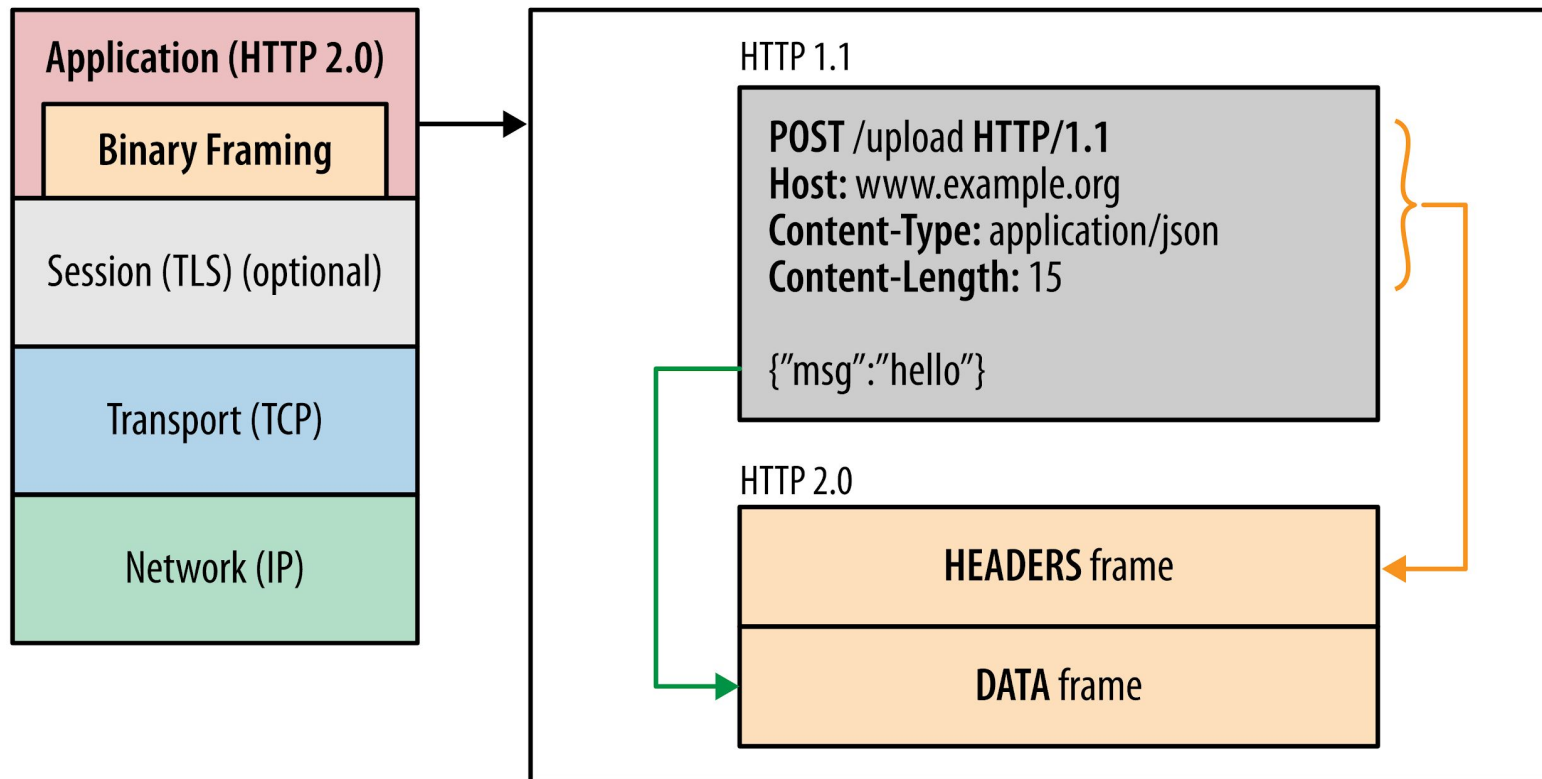 Application (HTTP 2.0)
Binary Framing
Session (TLS) (optional)
Transport (TCP)
Network (IP)
HTTP 1.1
POST /upload HTTP/1.1
Host: www.example.org
Content-Type: application/json
Content-Length: 15
{”msg”:”hello”}
HTTP 2.0
HEADERS frame
DATA frame